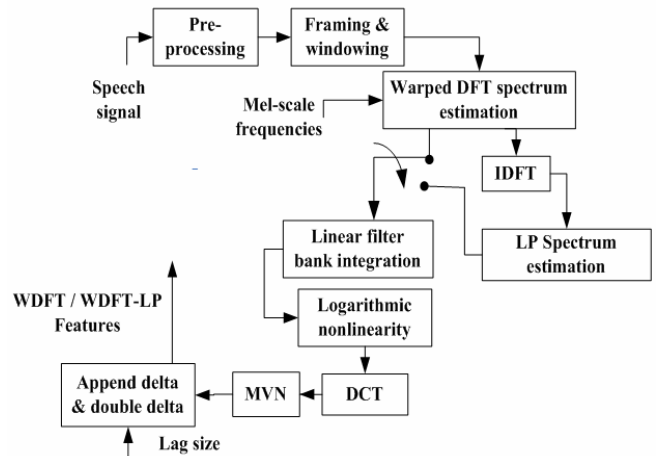 Pre-
processing
Framing &
windowing
Speech
signal
Warped DFT spectrum
estimation
Mel-scale
frequencies
IDFT
Linear filter
bank integration
LP Spectrum
estimation
Logarithmic
nonlinearity
WDFT / WDFT-LP
Features
Append delta
& double delta
MVN
DCT
Lag size